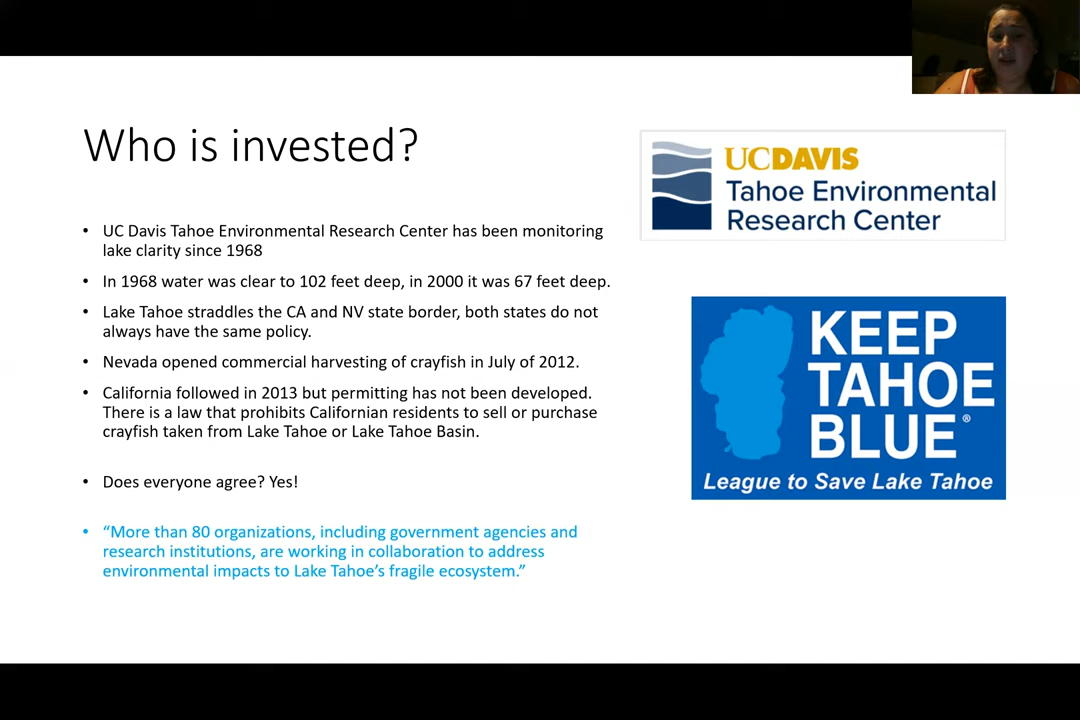 Who is invested?
• UC Davis Tahoe Environmental Research Center has been monitoring
lake clarity since 1968
• In 1968 water was clear to 102 feet deep, in 2000 it was 67 feet deep.
• Lake Tahoe straddles the CA and NV state border, both states do not
always have the same policy.
• Nevada opened commercial harvesting of crayfish in July of 2012.
• California followed in 2013 but permitting has not been developed.
There is a law that prohibits Californian residents to sell or purchase
crayfish taken from Lake Tahoe or Lake Tahoe Basin.
• Does everyone agree? Yes!
• “More than 80 organizations, including government agencies and
research institutions, are working in collaboration to address
environmental impacts to Lake Tahoe’s fragile ecosystem.”
UCDAVIS
Tahoe Environmental
Research Center
KEEP
TAHOE
BLUE®
League to Save Lake Tahoe